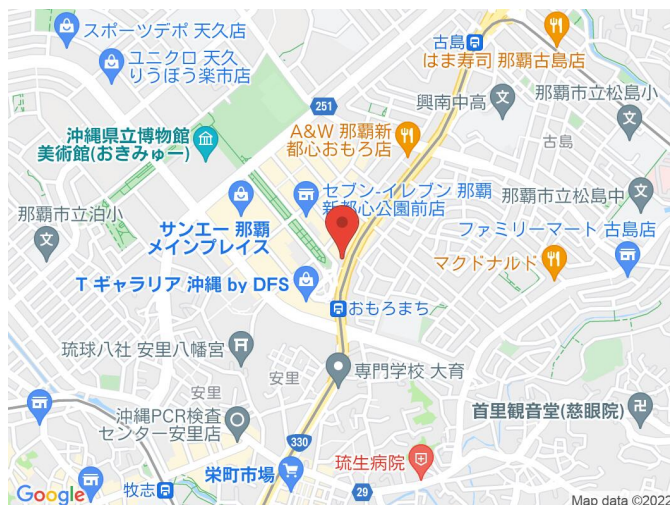 スポーツデポ 天久店
古島
はま寿司 那覇古島店
ユニクロ 天久
りうぼう楽市店
251
興南中高
那覇市立松島小
沖縄県立博物館
美術館(おきみゅー)
A&W 那覇新
都心おもろ店
古島
セブン-イレブン 那覇
新都心公園前店
那覇市立松島中
那覇市立泊小
サンエー 那覇
メインプレイス
ファミリーマート 古島店
マクドナルド
T ギャラリア 沖縄 by DFS
おもろまち
琉球八社 安里八幡宮
安里
専門学校 大育
安里
沖縄PCR検査
センター安里店
首里観音堂(慈眼院)
330
栄町市場
琉生病院
牧志
29
Google
Map data ©2022